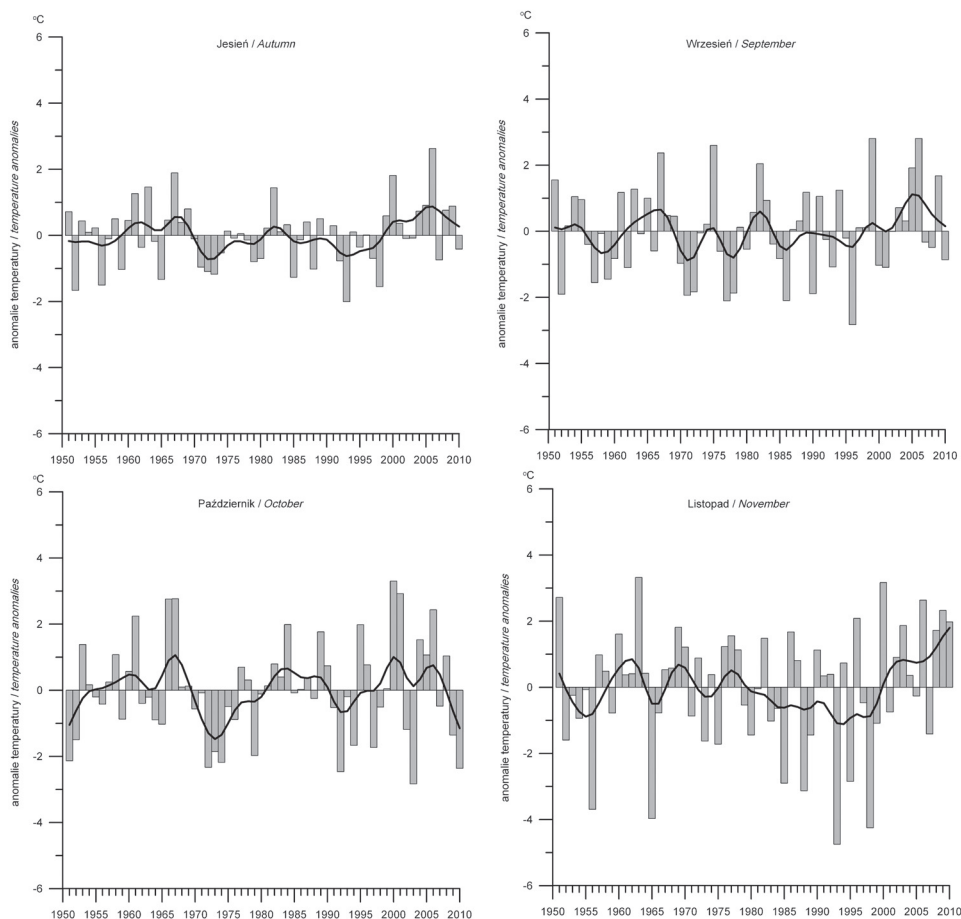 °C
Jesień / Autumn
anomalie temperatury / temperature anomalies
6
4
2
0
-2
-4
-6
1950 1955 1960 1965 1970 1975 1980 1985 1990 1995 2000 2005 2010
°C
Wrzesień / September
anomalie temperatury / temperature anomalies
6
4
2
0
-2
-4
-6
1950 1955 1960 1965 1970 1975 1980 1985 1990 1995 2000 2005 2010
°C
Październik / October
anomalie temperatury / temperature anomalies
6
4
2
0
-2
-4
-6
1950 1955 1960 1965 1970 1975 1980 1985 1990 1995 2000 2005 2010
°C
Listopad / November
anomalie temperatury / temperature anomalies
6
4
2
0
-2
-4
-6
1950 1955 1960 1965 1970 1975 1980 1985 1990 1995 2000 2005 2010